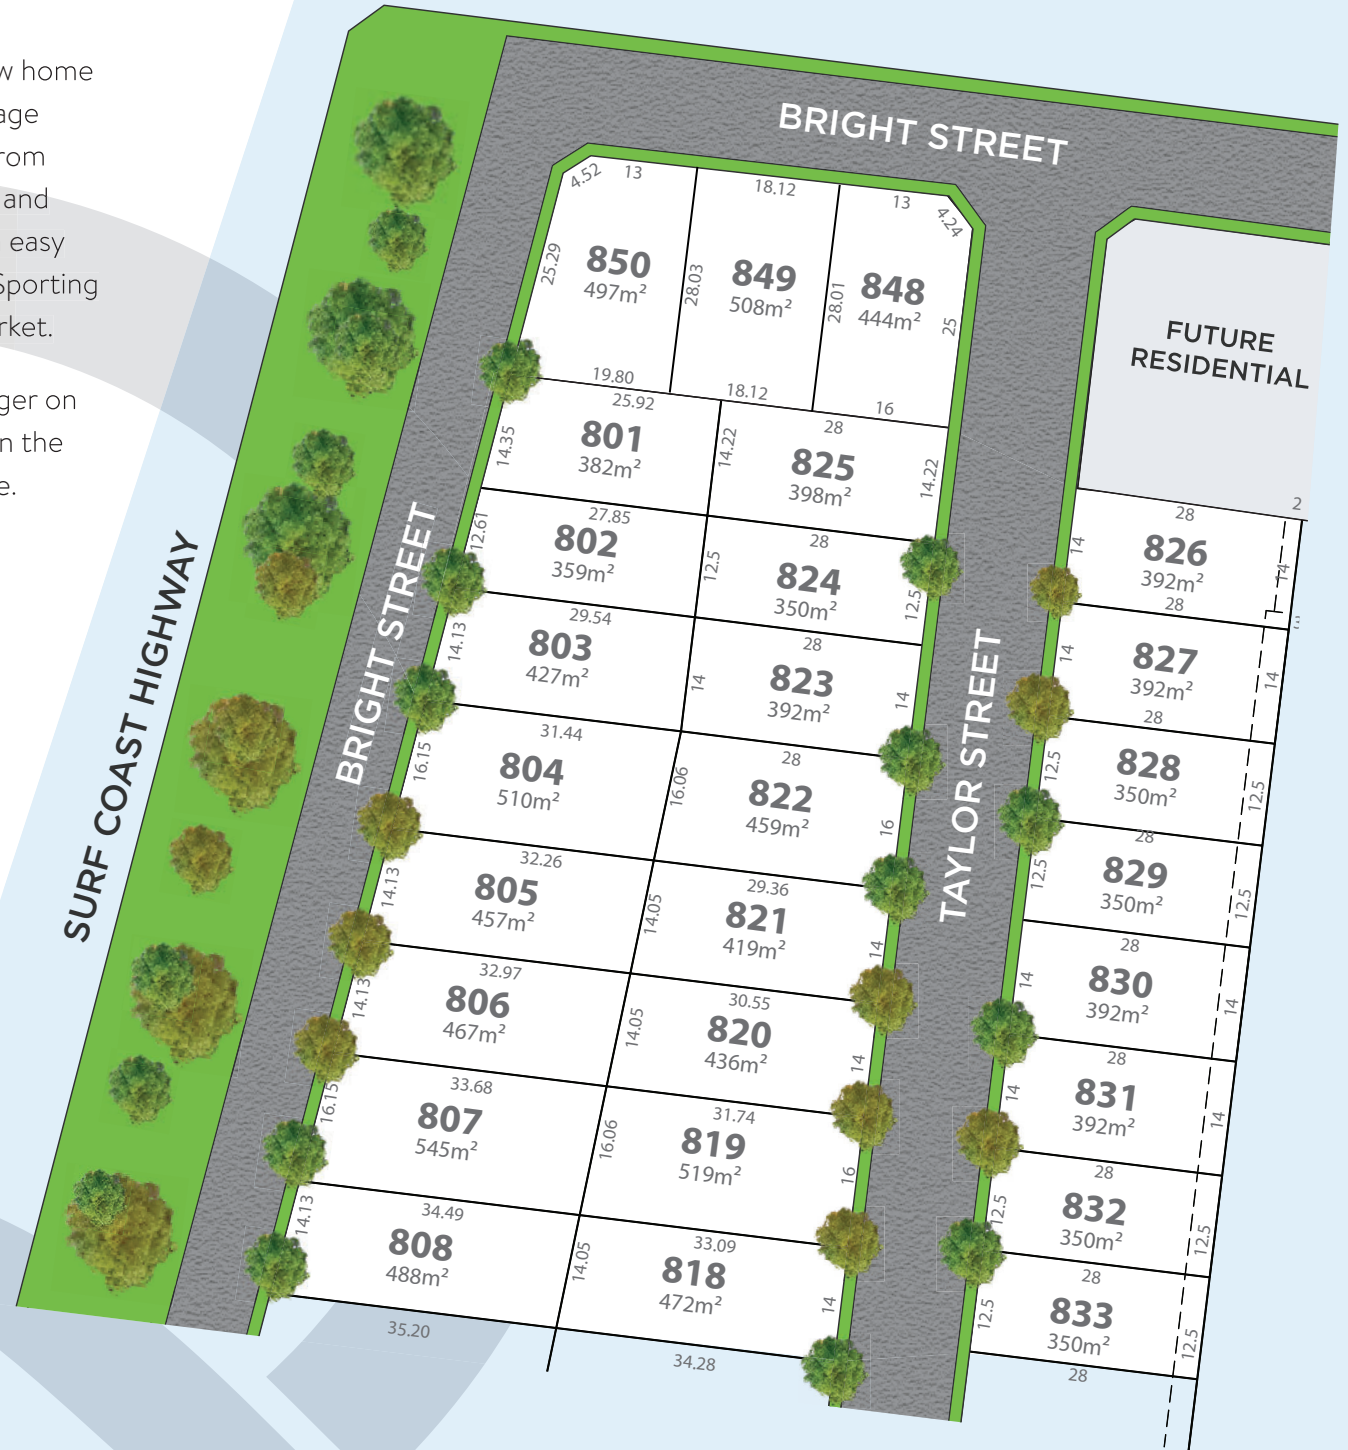 w home
age
rom
and
easy
Sporting
rket.
ger on
n the
e.
BRIGHT STREET
4.52
13
18.12
13
4.24
850
497m²
25.29
849
508m²
28.03
848
444m²
28.01
25
FUTURE
RESIDENTIAL
19.80
18.12
16
25.92
801
382m²
14.35
14.22
28
825
398m²
14.22
2
28
826
392m²
14
14
27.85
802
359m²
12.61
12.5
28
824
350m²
12.5
28
827
392m²
14
14
29.54
803
427m²
14.13
14
28
823
392m²
14
28
828
350m²
12.5
12.5
31.44
804
510m²
16.15
16.06
28
822
459m²
16
28
829
350m²
12.5
12.5
32.26
805
457m²
14.13
14.05
29.36
821
419m²
14
28
830
392m²
14
14
32.97
806
467m²
14.13
14.05
30.55
820
436m²
14
28
831
392m²
14
14
33.68
807
545m²
16.15
16.06
31.74
819
519m²
16
28
832
350m²
12.5
12.5
34.49
808
488m²
14.13
14.05
33.09
818
472m²
14
28
833
350m²
12.5
12.5
35.20
34.28
28
SURF COAST HIGHWAY
BRIGHT STREET
TAYLOR STREET